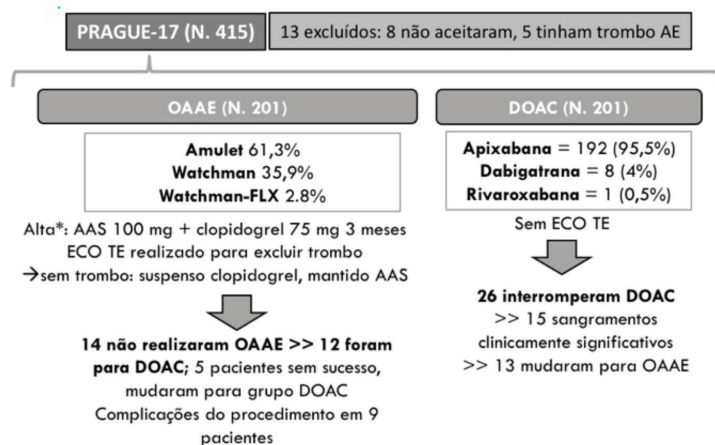 PRAGUE-17 (N. 415)
13 excluídos: 8 não aceitaram, 5 tinham trombo AE
OAAE (N. 201)
Amulet 61,3%
Watchman 35,9%
Watchman-FLX 2.8%
Alta*: AAS 100 mg + clopidogrel 75 mg 3 meses
ECO TE realizado para excluir trombo
→sem trombo: suspenso clopidogrel, mantido AAS
14 não realizaram OAAE >> 12 foram
para DOAC; 5 pacientes sem sucesso,
mudaram para grupo DOAC
Complicações do procedimento em 9
pacientes
DOAC (N. 201)
Apixabana = 192 (95,5%)
Dabigatrana = 8 (4%)
Rivaroxabana = 1 (0,5%)
Sem ECO TE
26 interromperam DOAC
>> 15 sangramentos
clinicamente significativos
>> 13 mudaram para OAAE